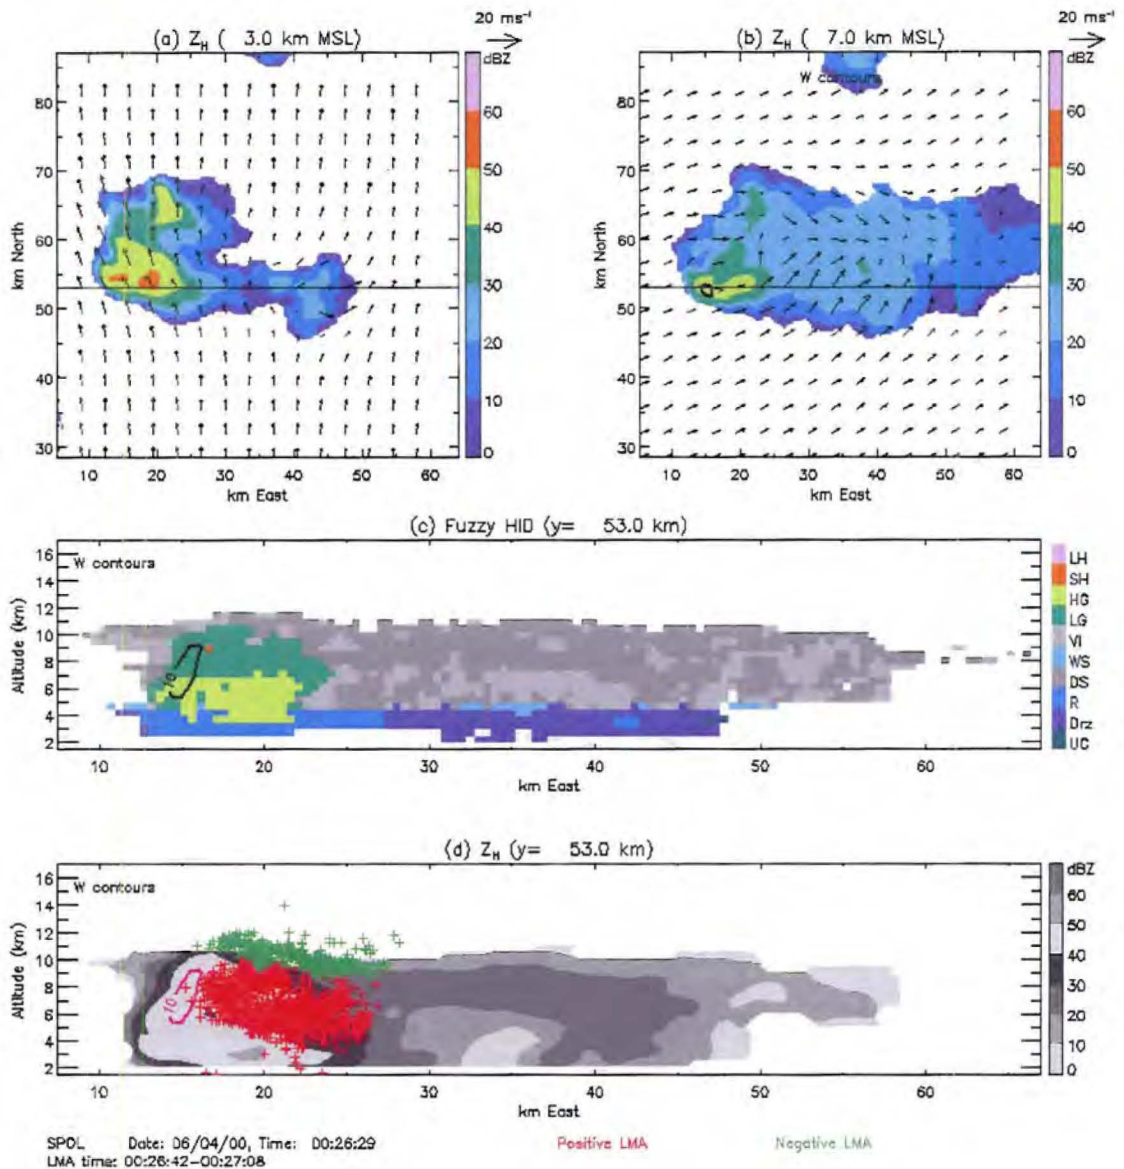 20 ms⁻¹
(a) Z_H ( 3.0 km MSL)
dBZ
80
70
60
50
40
30
km North
10 20 30 40 50 60
km East
60
50
40
30
20
10
0
20 ms⁻¹
(b) Z_H ( 7.0 km MSL)
W contours
dBZ
80
70
60
50
40
30
km North
10 20 30 40 50 60
km East
60
50
40
30
20
10
0
(c) Fuzzy HID (y= 53.0 km)
W contours
16
14
12
10
8
6
4
2
Altitude (km)
10
10 20 30 40 50 60
km East
LH
SH
HG
LG
VI
WS
DS
R
Drz
UC
(d) Z_H (y= 53.0 km)
W contours
16
14
12
10
8
6
4
2
Altitude (km)
10
10 20 30 40 50 60
km East
dBZ
60
50
40
30
20
10
0
SPOL Date: 06/04/00, Time: 00:26:29
Positive LMA Negative LMA
LMA time: 00:26:42-00:27:08